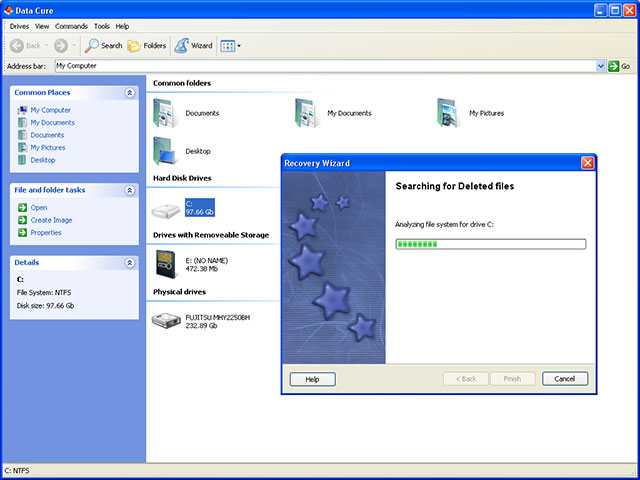 Data Cure
Drives View Commands Tools Help
Back Search Folders Wizard
Address bar: My Computer Go
Common Places
My Computer
My Documents
Documents
My Pictures
Desktop
File and folder tasks
Open
Create Image
Properties
Details
C:
File System: NTFS
Disk size: 97.66 Gb
Common folders
Documents
My Documents
My Pictures
Desktop
Hard Disk Drives
C:
97.66 Gb
Drives with Removeable Storage
E: (NO NAME)
472.38 Mb
Physical drives
FUJITSU MHY2250BH
232.89 Gb
Recovery Wizard
Searching for Deleted files
Analyzing file system for drive C:
Help < Back Finish Cancel
C: NTFS